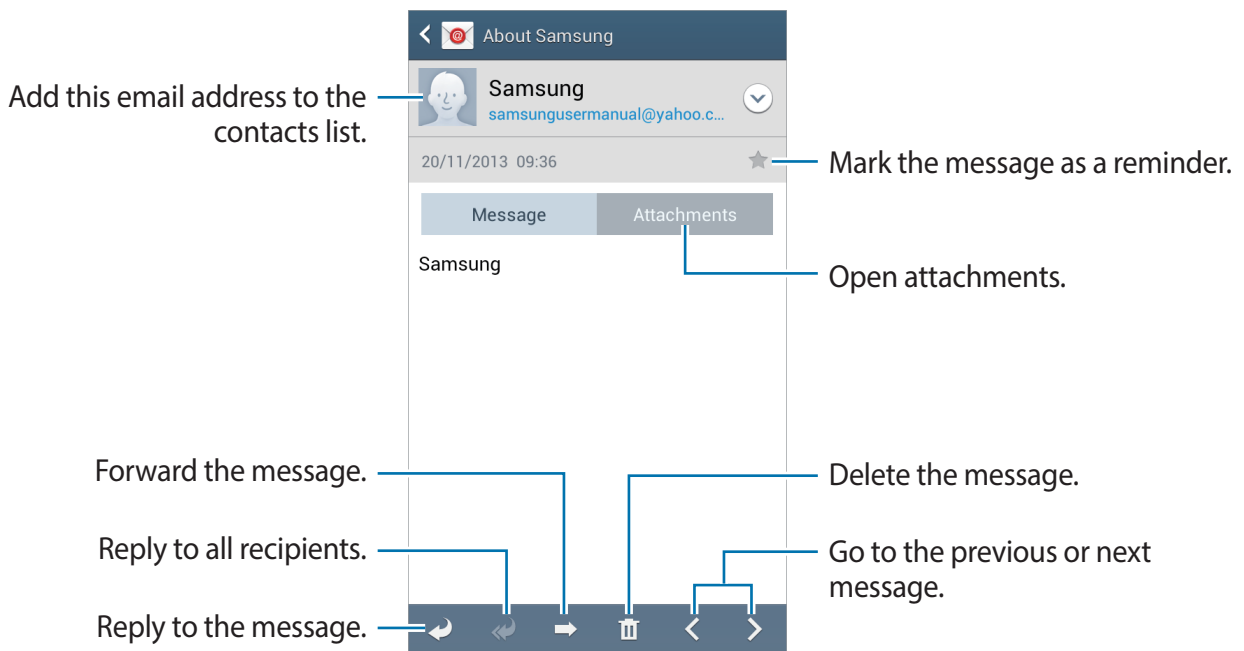 About Samsung
Add this email address to the
contacts list.
Samsung
samsungusermanual@yahoo.c...
20/11/2013 09:36
Mark the message as a reminder.
Message
Attachments
Samsung
Open attachments.
Forward the message.
Delete the message.
Reply to all recipients.
Go to the previous or next
message.
Reply to the message.